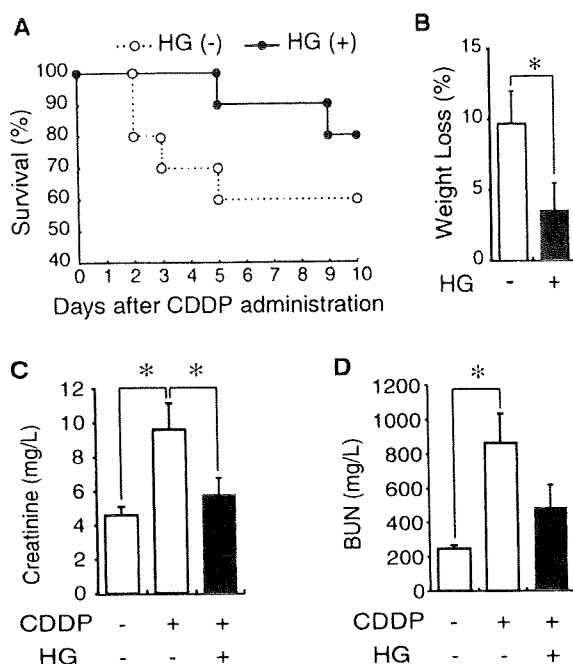 A
HG (-) HG (+)
Survival (%)
100
90
80
70
60
50
40
0 1 2 3 4 5 6 7 8 9 10
Days after CDDP administration
B
*
Weight Loss (%)
15
10
5
0
HG - +
C
* *
Creatinine (mg/L)
12
10
8
6
4
2
0
CDDP - + +
HG - - +
D
*
BUN (mg/L)
1200
1000
800
600
400
200
0
CDDP - + +
HG - - +